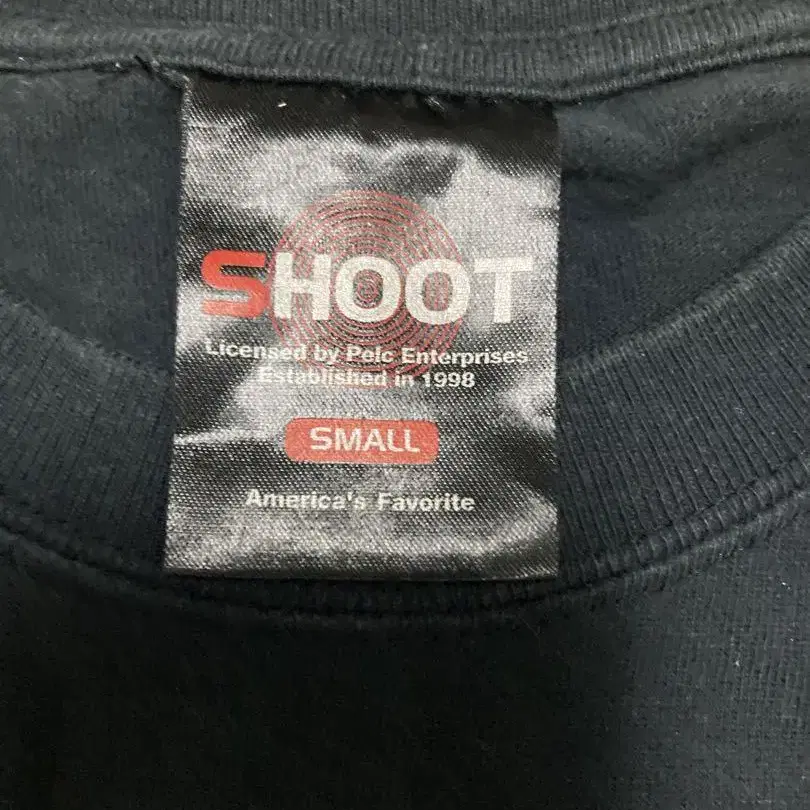 SHOOT
Licensed by Pelc Enterprises
Established in 1998
SMALL
America's Favorite